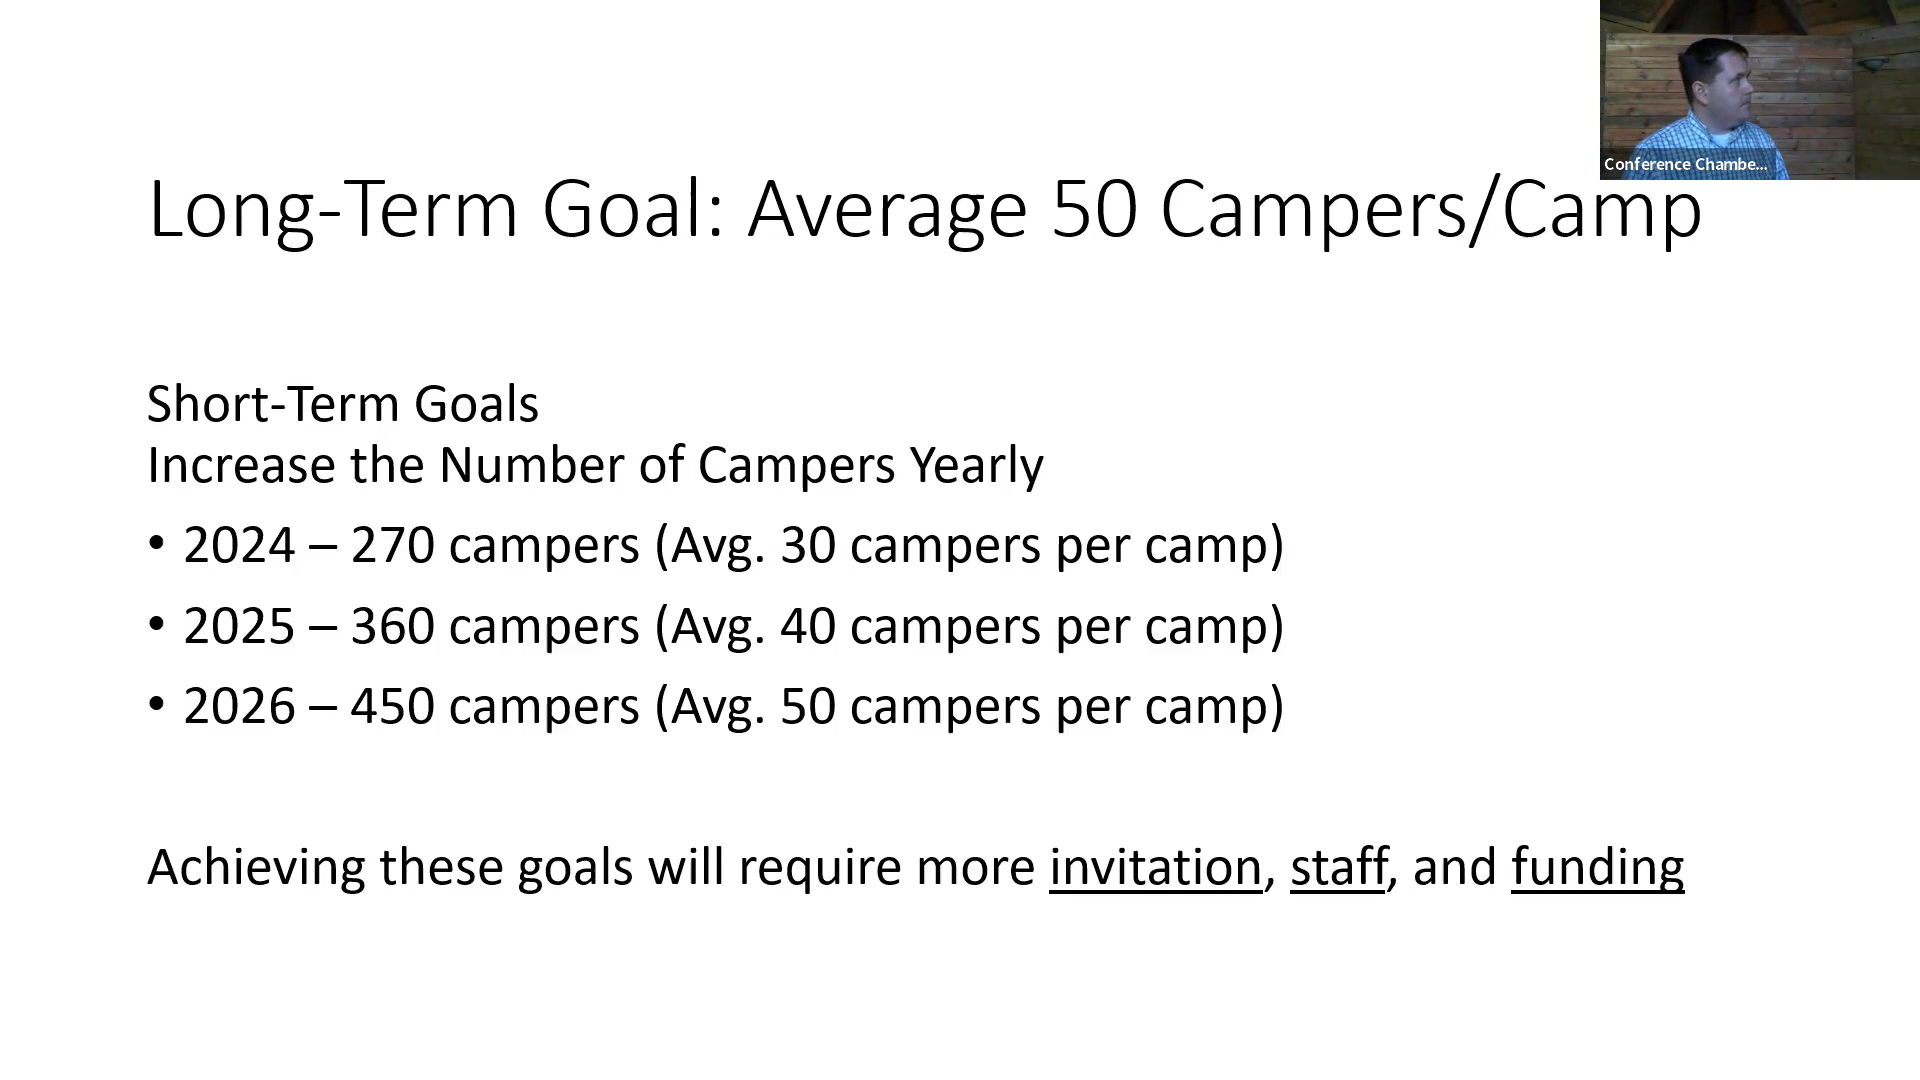 Conference Chambe...
Long-Term Goal: Average 50 Campers/Camp
Short-Term Goals
Increase the Number of Campers Yearly
• 2024 – 270 campers (Avg. 30 campers per camp)
• 2025 – 360 campers (Avg. 40 campers per camp)
• 2026 – 450 campers (Avg. 50 campers per camp)
Achieving these goals will require more invitation, staff, and funding